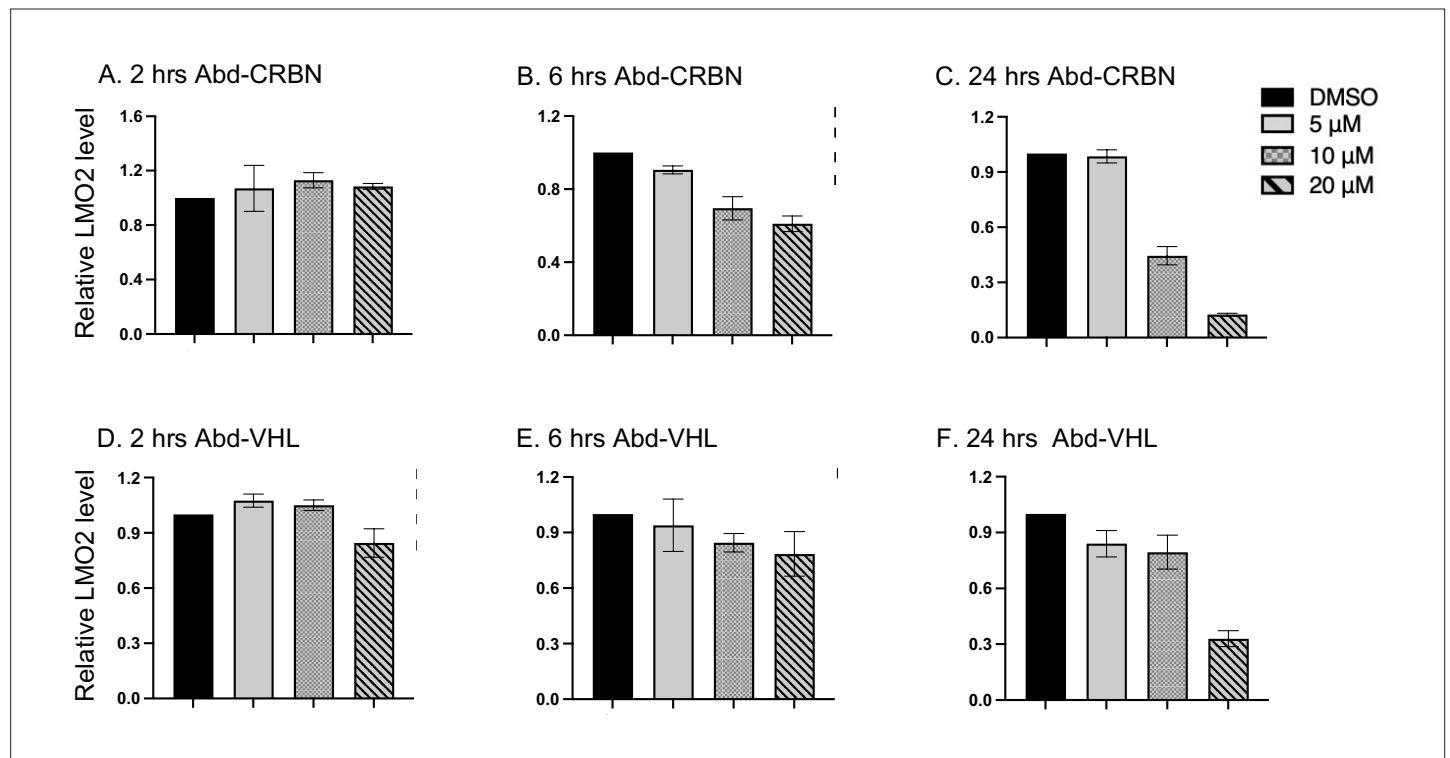 A. 2 hrs Abd-CRBN
Relative LMO2 level
1.6
1.2
0.8
0.4
0.0
B. 6 hrs Abd-CRBN
1.2
0.8
0.4
0.0
C. 24 hrs Abd-CRBN
1.2
0.9
0.6
0.3
0.0
DMSO
5 μM
10 μM
20 μM
D. 2 hrs Abd-VHL
Relative LMO2 level
1.2
0.9
0.6
0.3
0.0
E. 6 hrs Abd-VHL
1.2
0.9
0.6
0.3
0.0
F. 24 hrs Abd-VHL
1.2
0.9
0.6
0.3
0.0